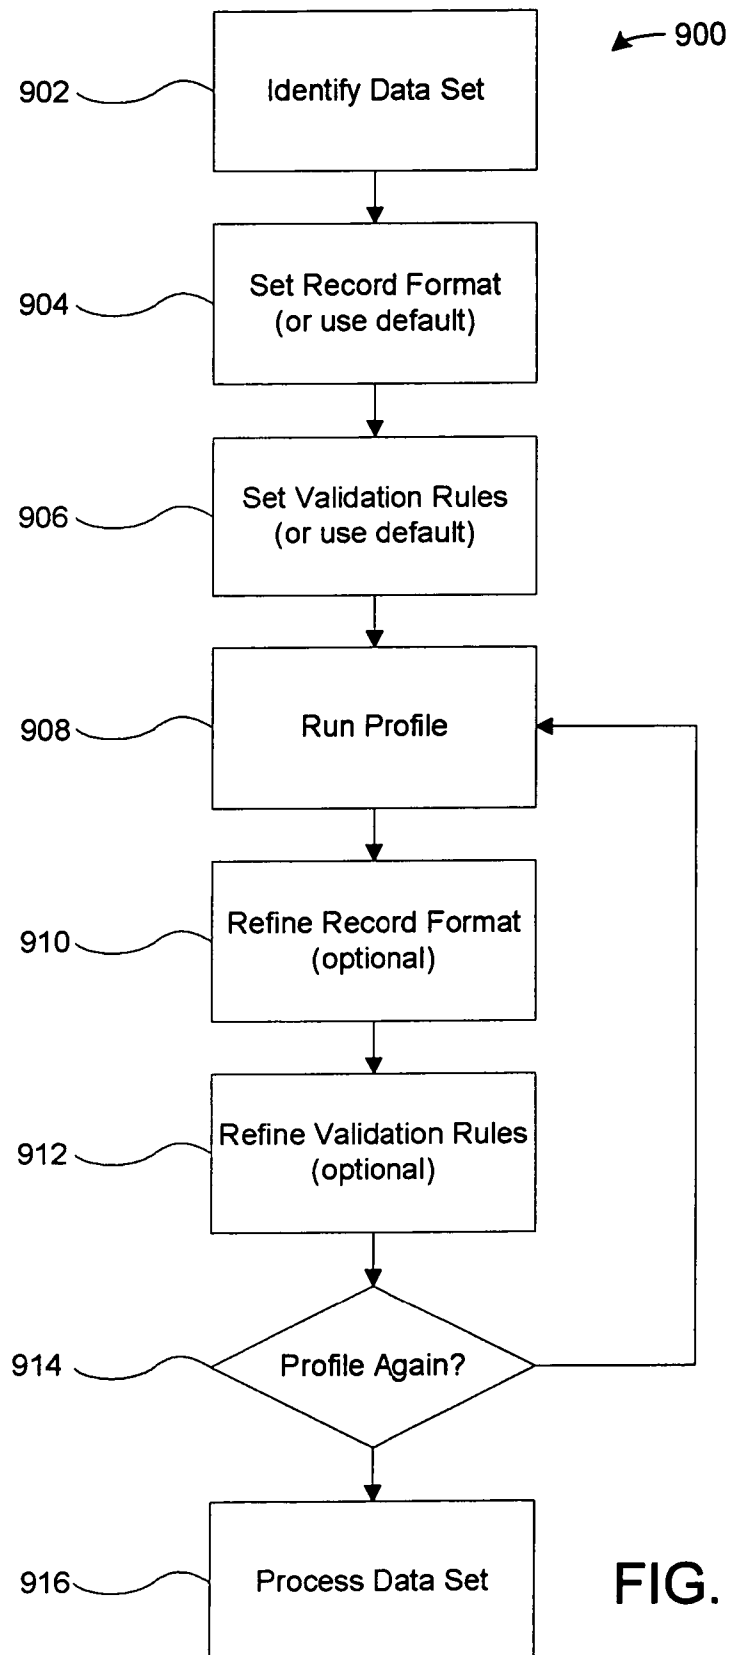 900
902
Identify Data Set
904
Set Record Format
(or use default)
906
Set Validation Rules
(or use default)
908
Run Profile
910
Refine Record Format
(optional)
912
Refine Validation Rules
(optional)
914
Profile Again?
916
Process Data Set
FIG.